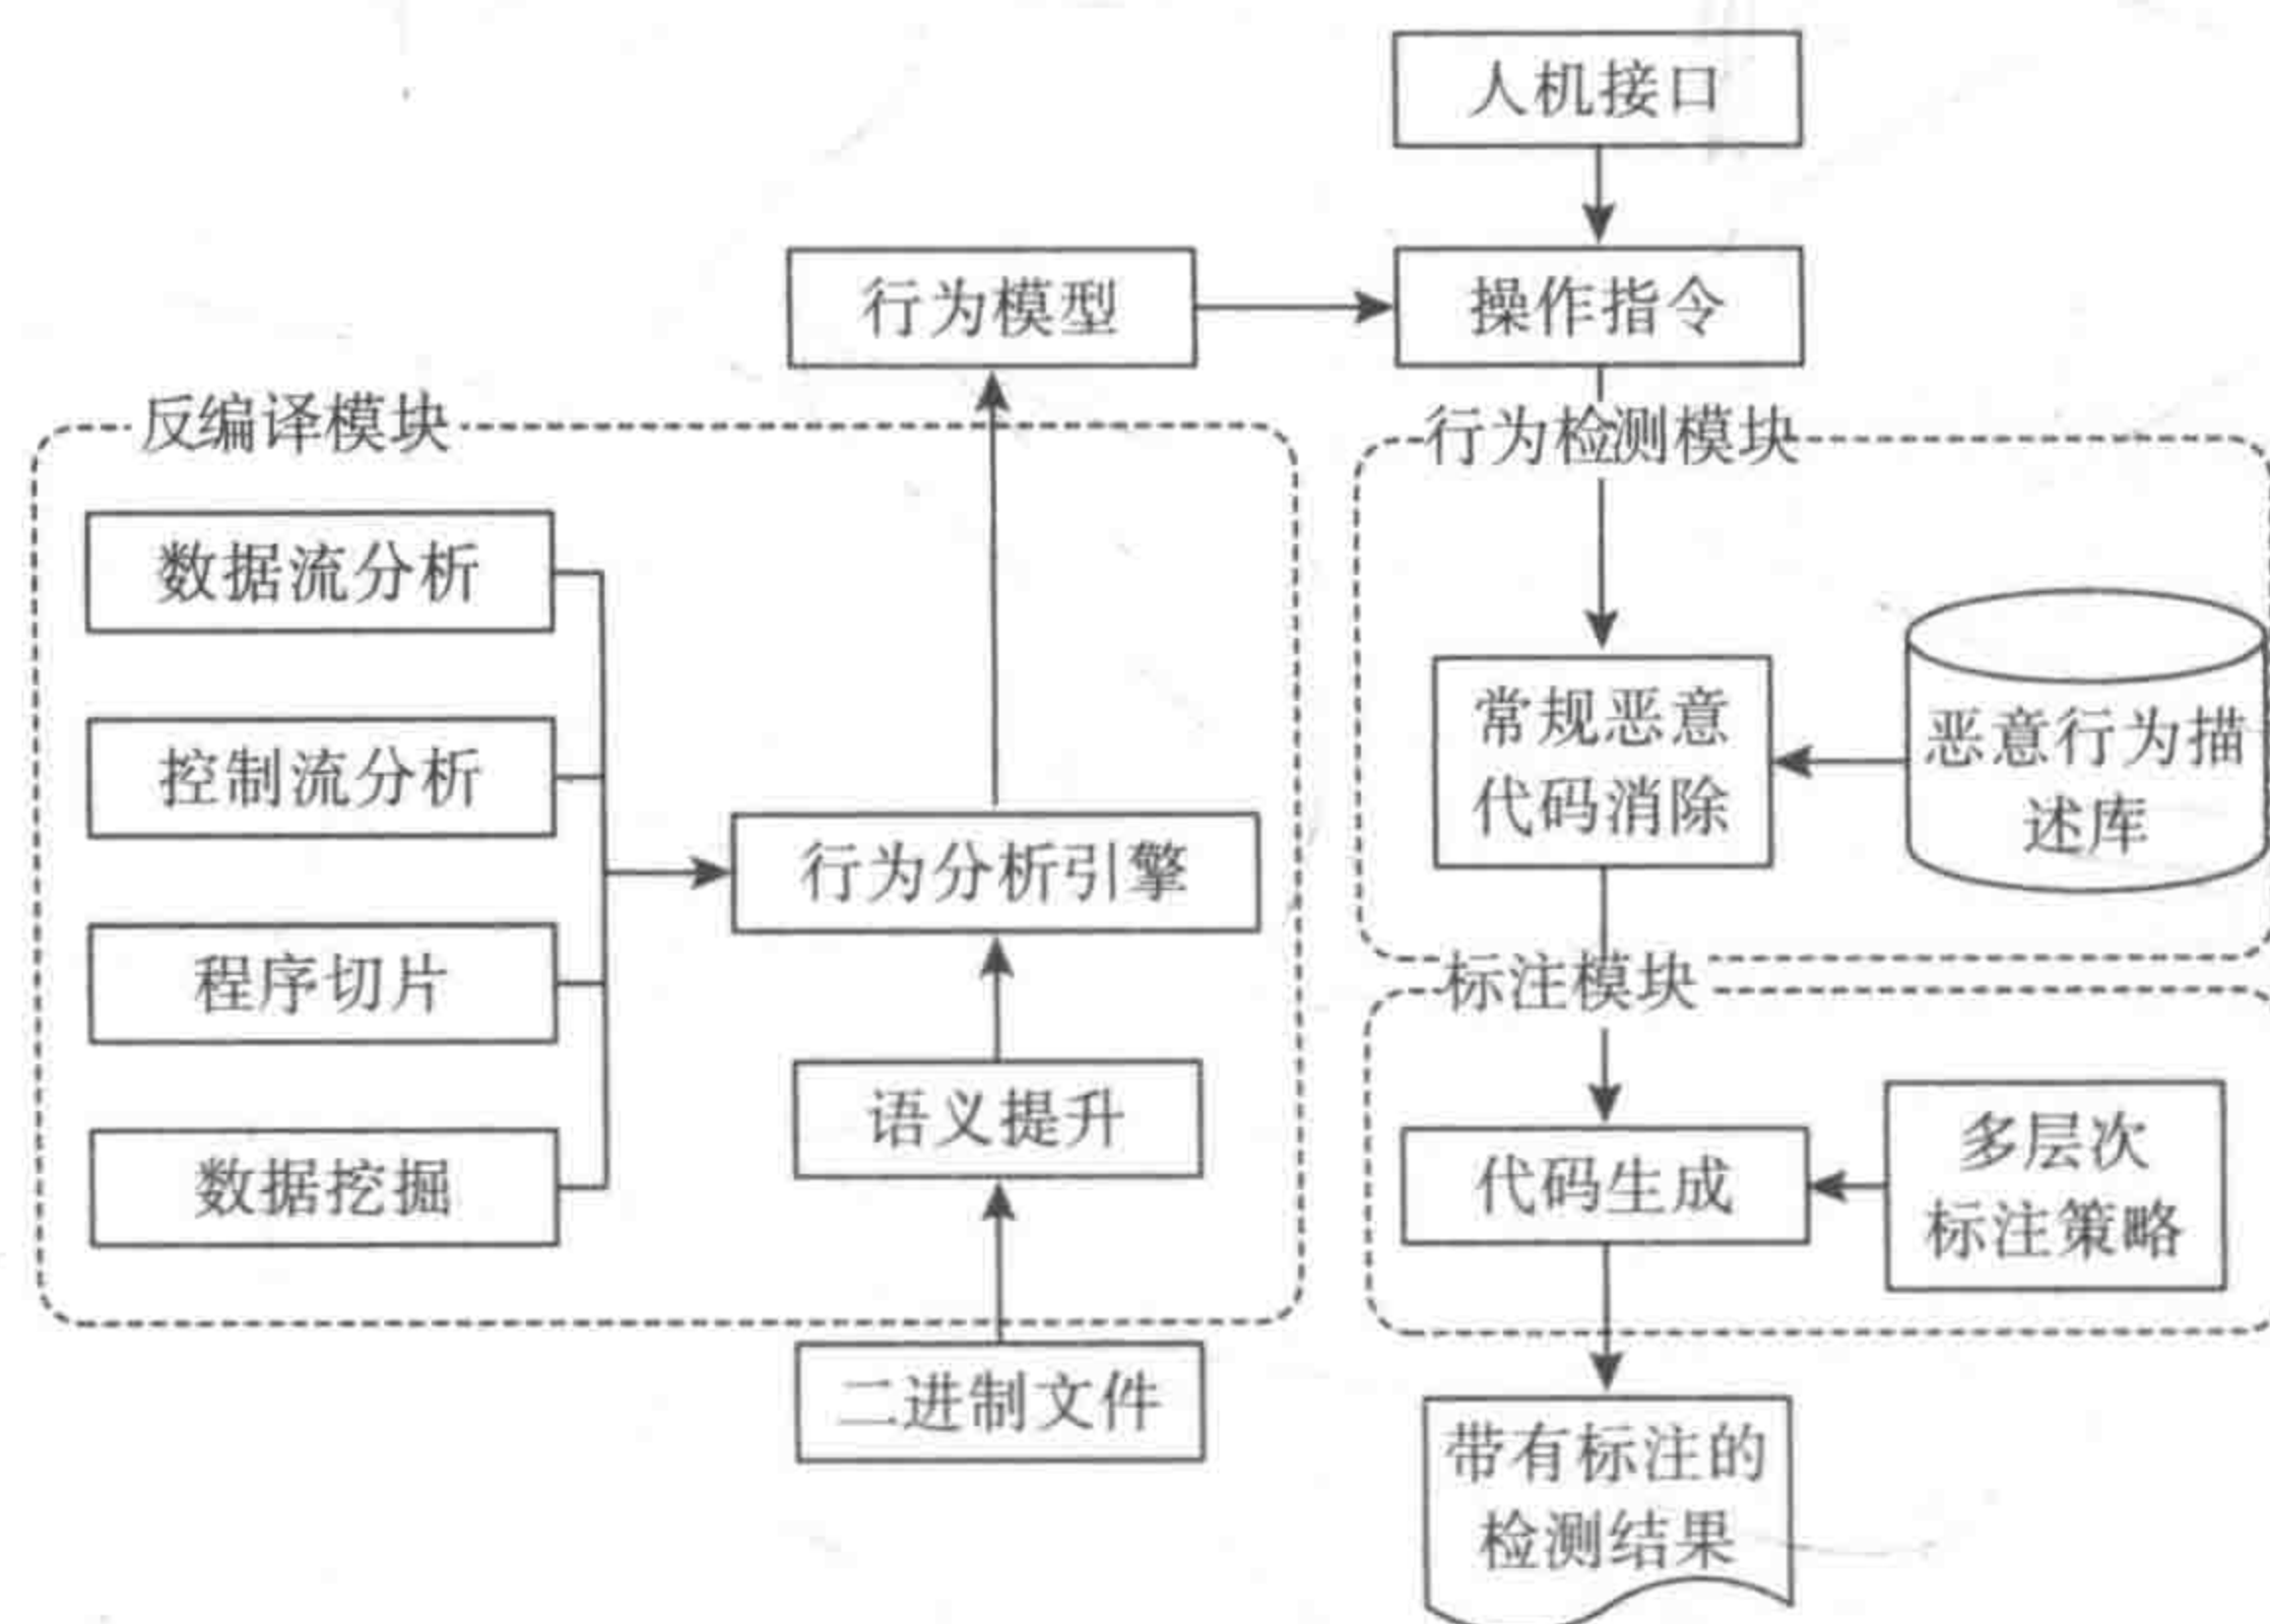 人机接口
行为模型
操作指令
反编译模块
行为检测模块
数据流分析
控制流分析
程序切片
数据挖掘
行为分析引擎
语义提升
二进制文件
常规恶意
代码消除
恶意行为描
述库
标注模块
代码生成
多层次
标注策略
带有标注的
检测结果